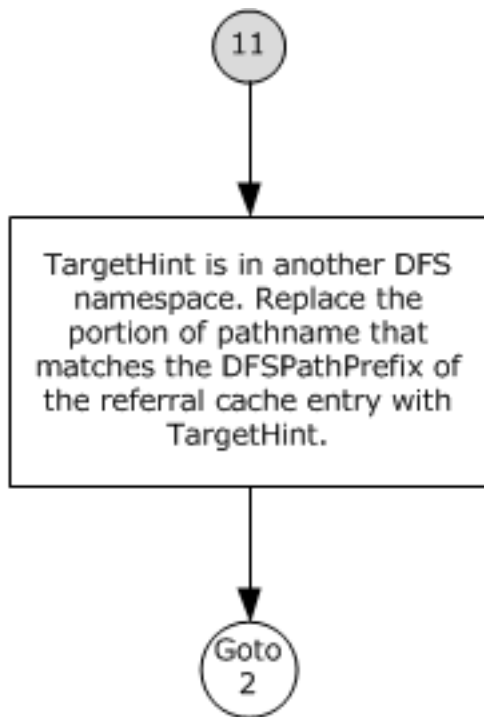 11
TargetHint is in another DFS
namespace. Replace the
portion of pathname that
matches the DFSPathPrefix of
the referral cache entry with
TargetHint.
Goto
2